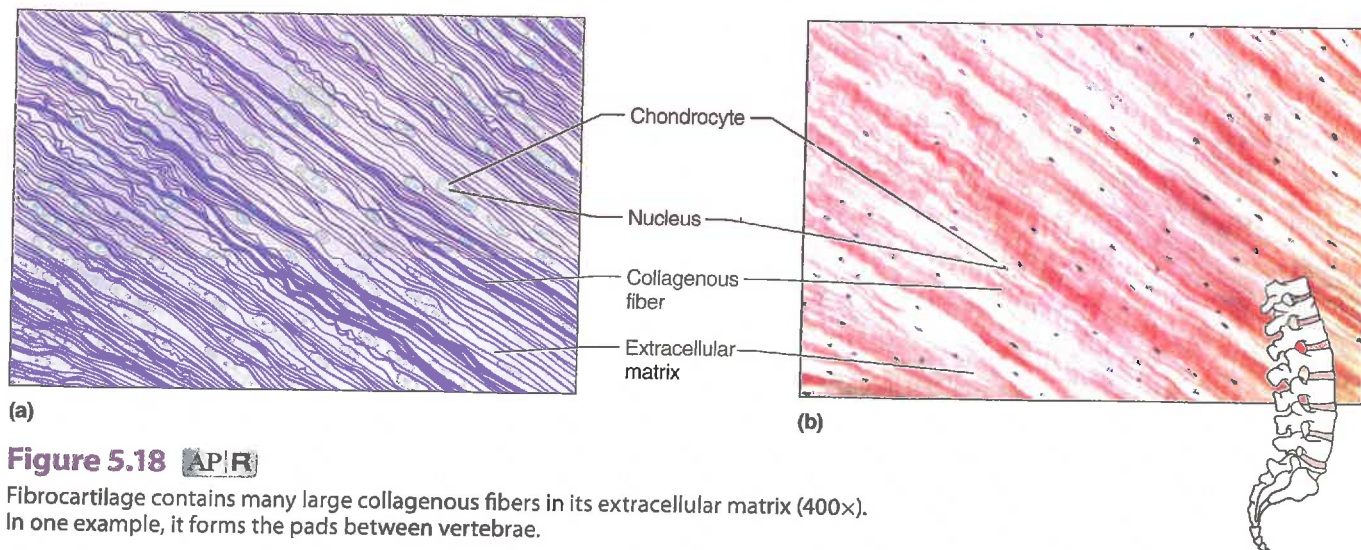 Chondrocyte
Nucleus
Collagenous
fiber
Extracellular
matrix
(a)
(b)
Figure 5.18 AP|R
Fibrocartilage contains many large collagenous fibers in its extracellular matrix (400×).
In one example, it forms the pads between vertebrae.